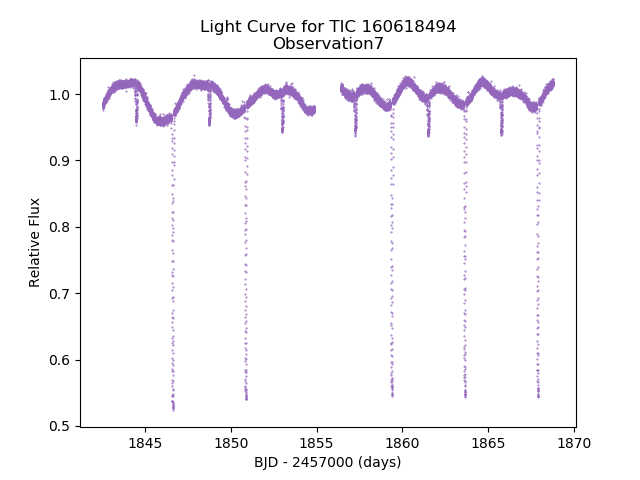 Light Curve for TIC 160618494
Observation7
Relative Flux
1.0
0.9
0.8
0.7
0.6
0.5
1845 1850 1855 1860 1865 1870
BJD - 2457000 (days)